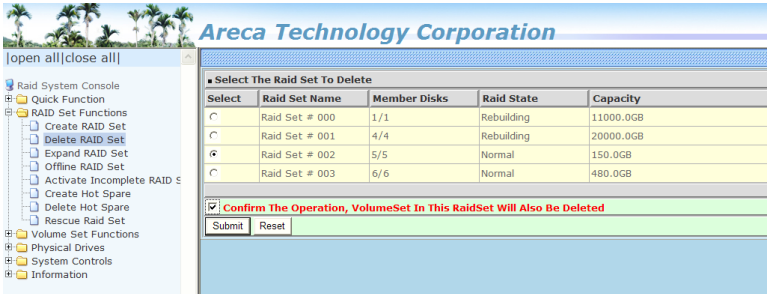 Areca Technology Corporation
|open all|close all|
Raid System Console
Quick Function
RAID Set Functions
Create RAID Set
Delete RAID Set
Expand RAID Set
Offline RAID Set
Activate Incomplete RAID S
Create Hot Spare
Delete Hot Spare
Rescue Raid Set
Volume Set Functions
Physical Drives
System Controls
Information
Select The Raid Set To Delete
Select Raid Set Name Member Disks Raid State Capacity
Raid Set # 000 1/1 Rebuilding 11000.0GB
Raid Set # 001 4/4 Rebuilding 20000.0GB
Raid Set # 002 5/5 Normal 150.0GB
Raid Set # 003 6/6 Normal 480.0GB
Confirm The Operation, VolumeSet In This RaidSet Will Also Be Deleted
Submit Reset